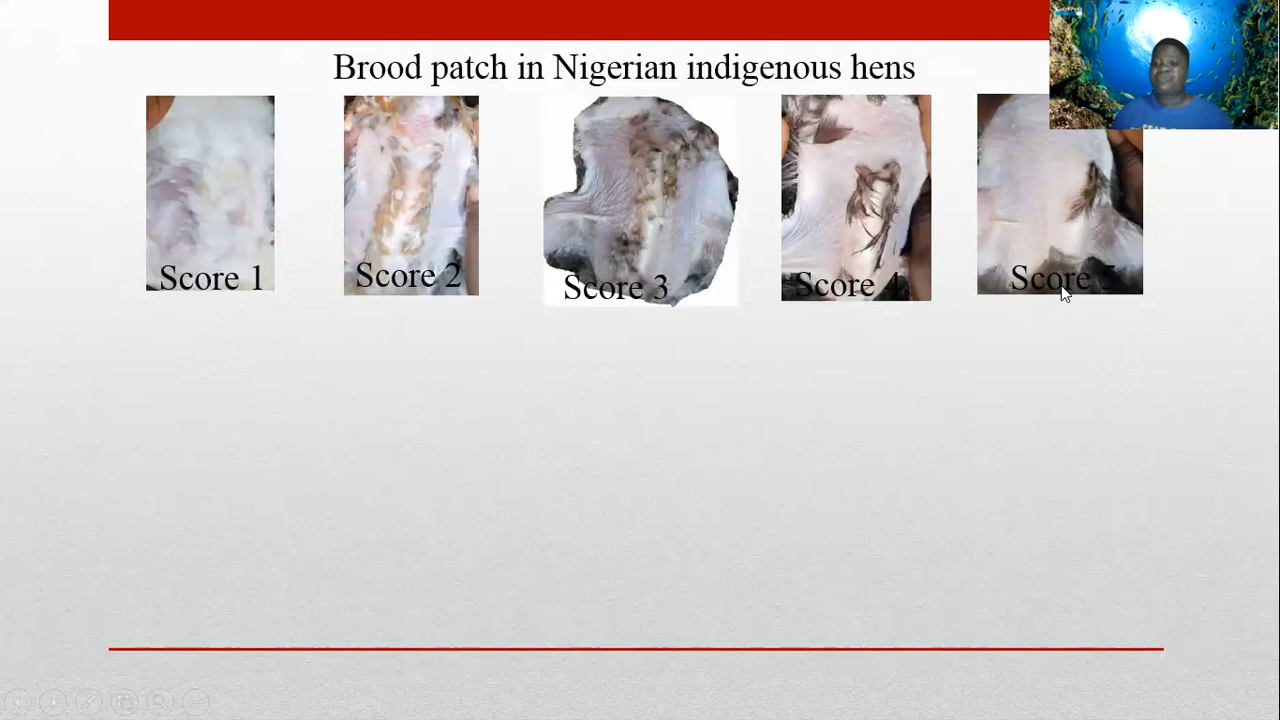 Brood patch in Nigerian indigenous hens
Score 1
Score 2
Score 3
Score 4
Score 5